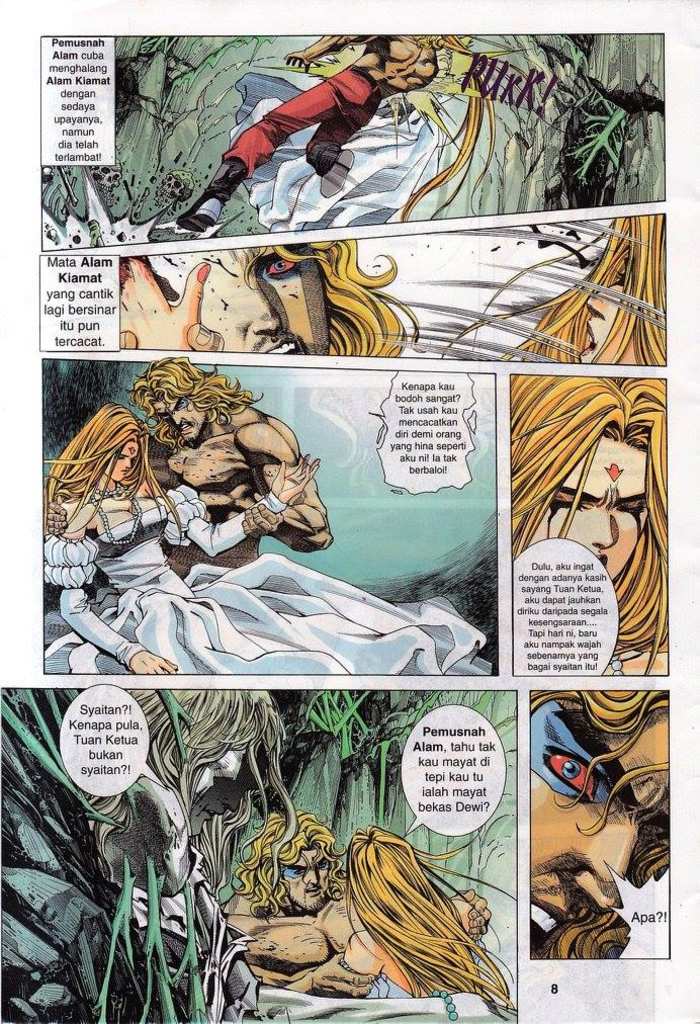 Pemusnah
Alam cuba
menghalang
Alam Kiamat
dengan
sedaya
upayanya,
namun
dia telah
terlambat!
PUKK!
Mata Alam
Kiamat
yang cantik
lagi bersinar
itu pun
tercacat.
Kenapa kau
bodoh sangat?
Tak usah kau
mencacatkan
diri demi orang
yang hina seperti
aku ni! Ia tak
berbaloi!
Dulu, aku ingat
dengan adanya kasih
sayang Tuan Ketua,
aku dapat jauhkan
diriku daripada segala
kesengsaraan....
Tapi hari ni, baru
aku nampak wajah
sebenarnya yang
bagai syaitan itu!
Syaitan?!
Kenapa pula,
Tuan Ketua
bukan
syaitan?!
Pemusnah
Alam, tahu tak
kau mayat di
tepi kau tu
ialah mayat
bekas Dewi?
Apa?!
8